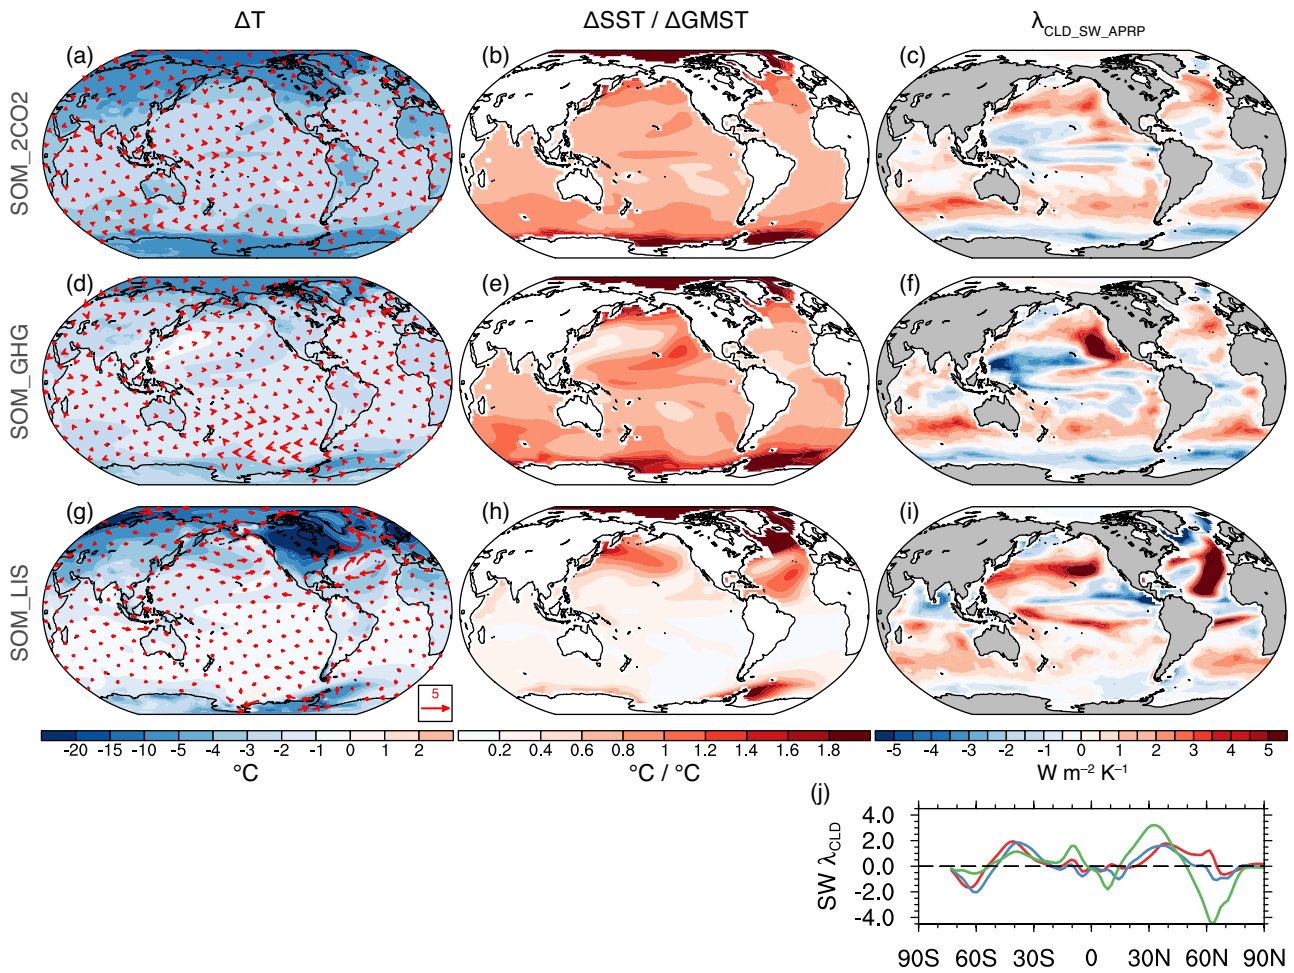 ΔT ΔSST / ΔGMST λCLD_SW_APRP
SOM_2CO2
(a) (b) (c)
SOM_GHG
(d) (e) (f)
SOM_LIS
(g) (h) (i)
5
-20 -15 -10 -5 -4 -3 -2 -1 0 1 2
°C
0.2 0.4 0.6 0.8 1 1.2 1.4 1.6 1.8
°C / °C
-5 -4 -3 -2 -1 0 1 2 3 4 5
W m⁻² K⁻¹
(j)
SW λCLD
4.0
2.0
0.0
-2.0
-4.0
90S 60S 30S 0 30N 60N 90N